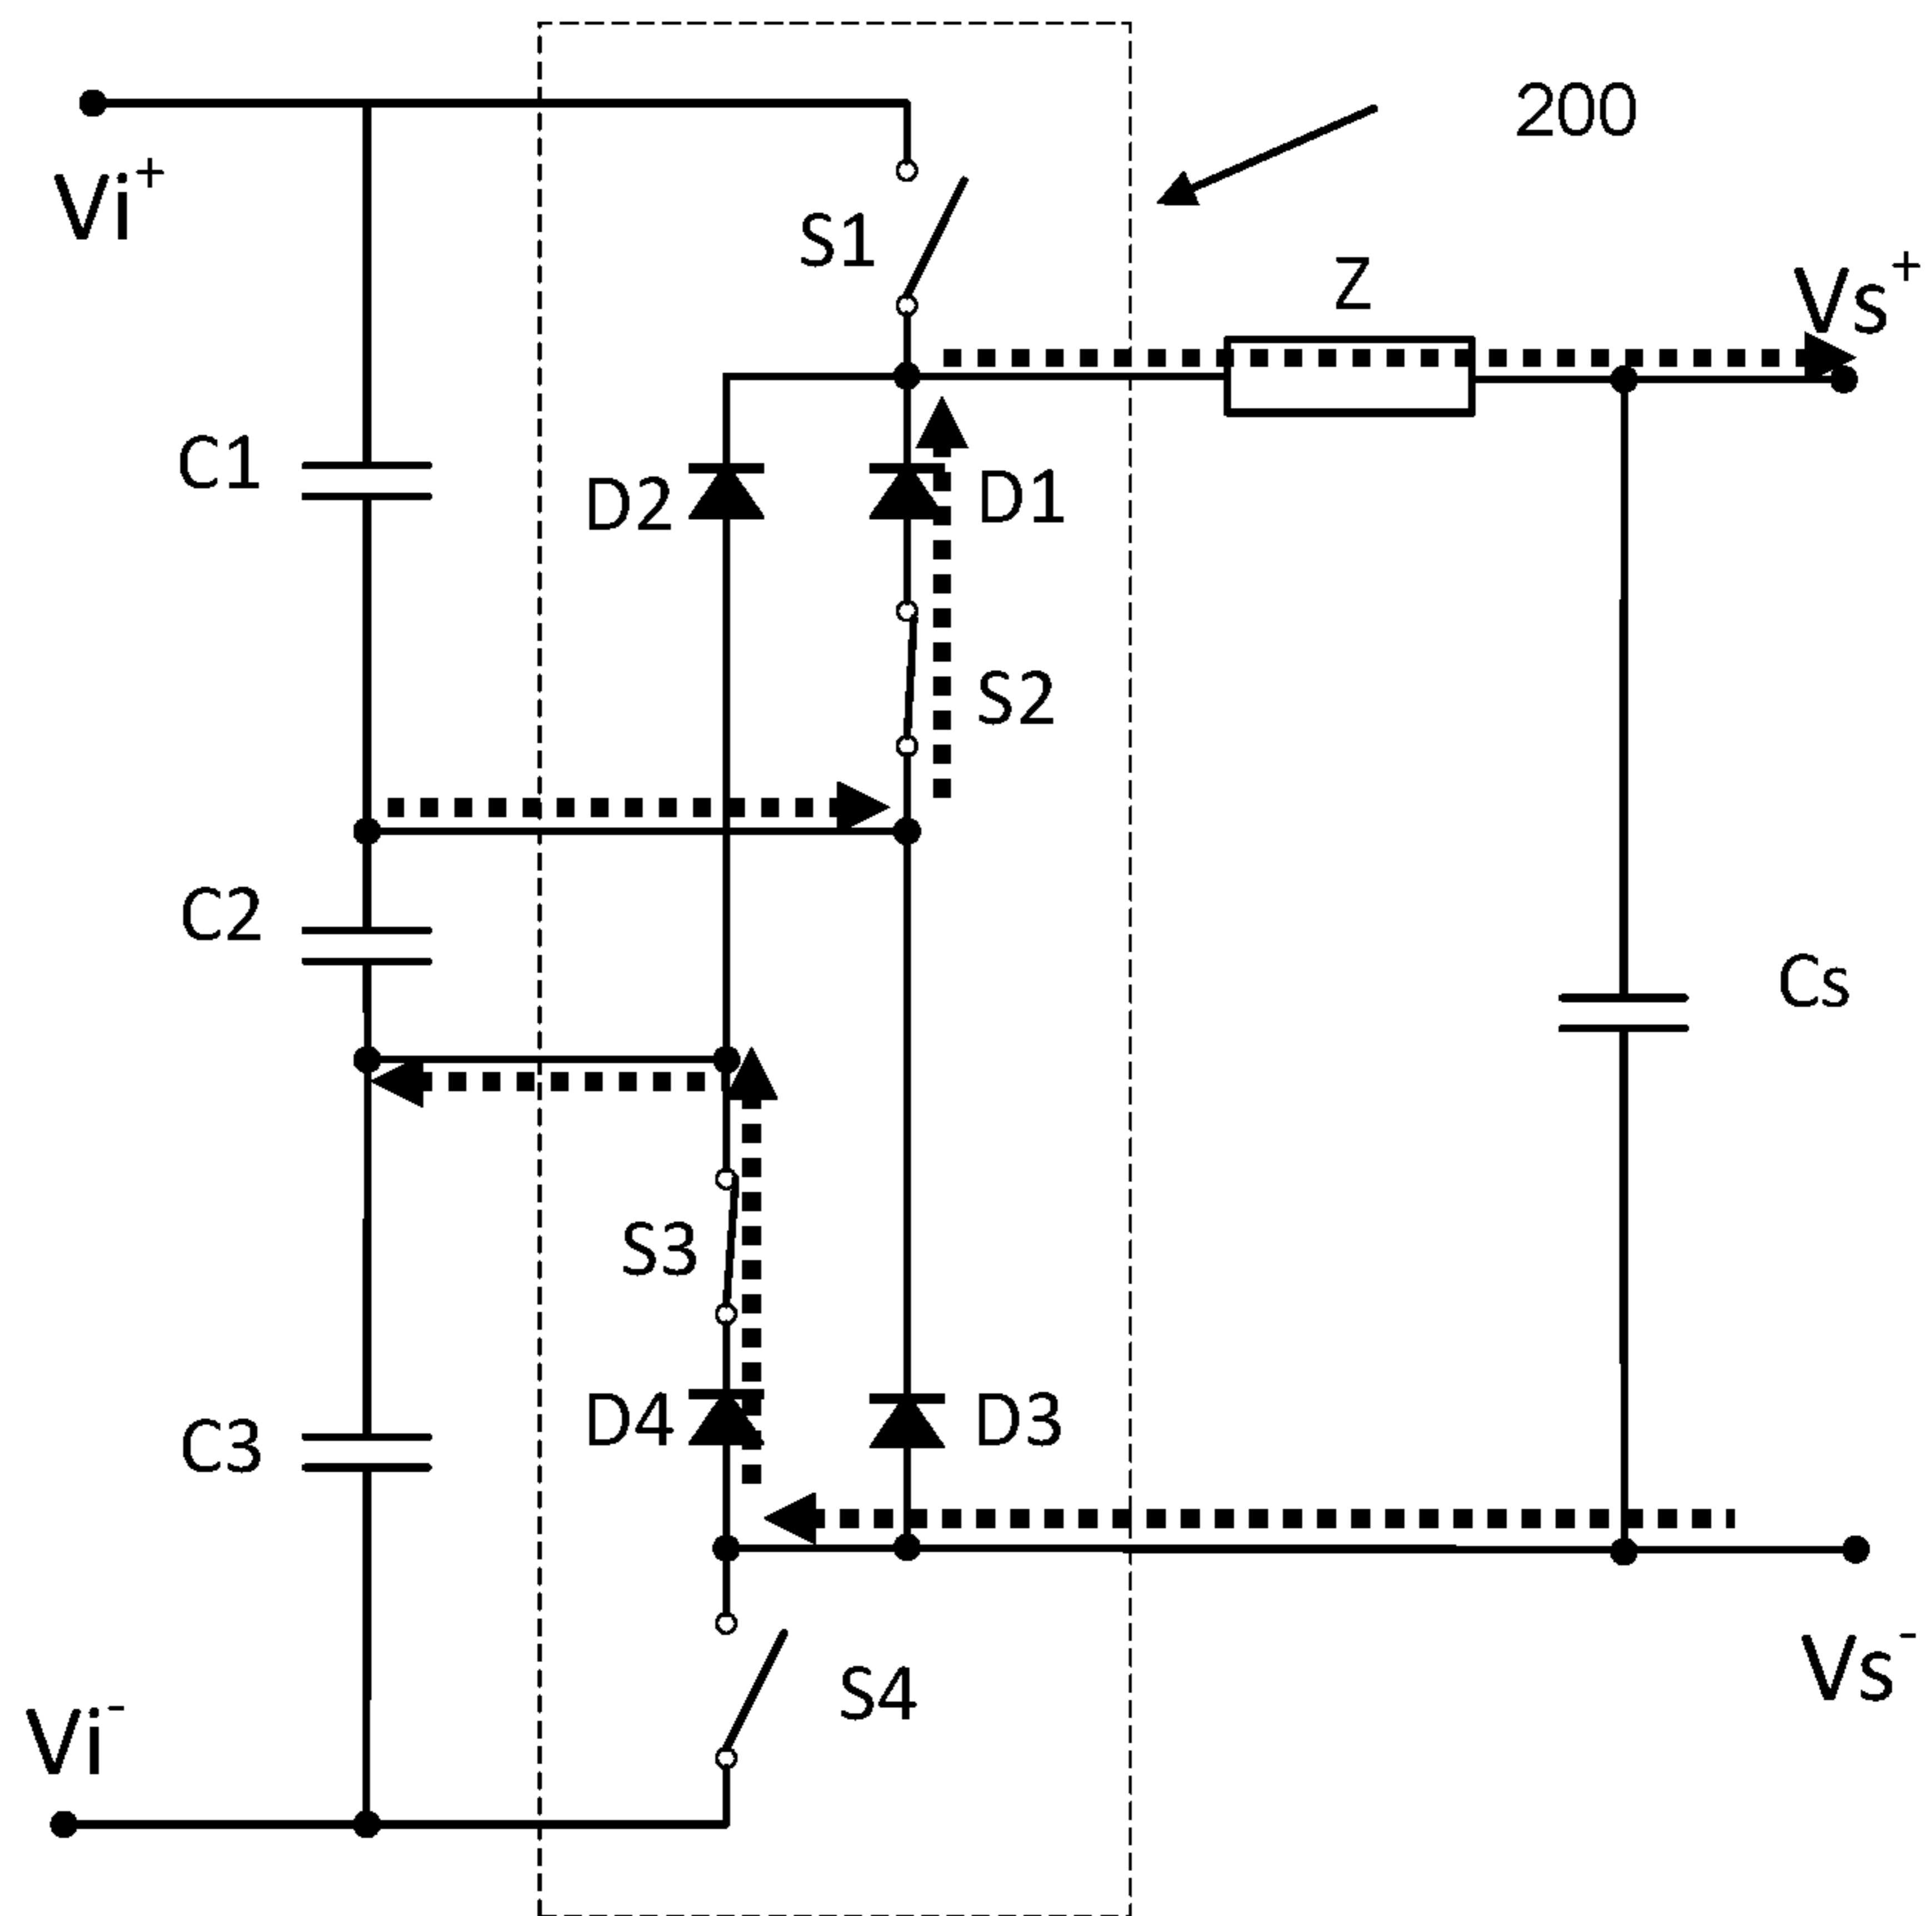 200
Vi+
S1
Z
Vs+
C1
D2
D1
S2
C2
Cs
S3
D4
D3
C3
Vs-
S4
Vi-